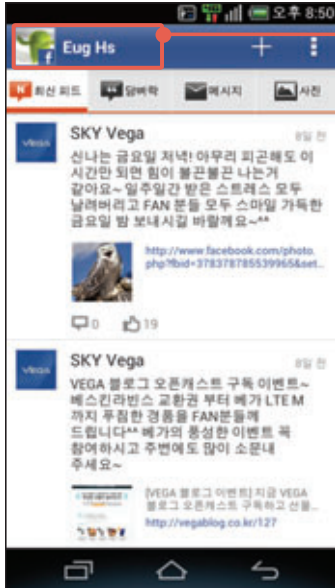 오후 8:50
Eug Hs
최신 피드 담벼락 메시지 사진
VEGA
SKY Vega
8일 전
신나는 금요일 저녁! 아무리 피곤해도 이
시간만 되면 힘이 불끈불끈 나는거
같아요~ 일주일간 받은 스트레스 모두
날려버리고 FAN 분들 모두 스마일 가득한
금요일 밤 보내시길 바랄께요~^^
http://www.facebook.com/photo.
php?fbid=378378785539965&set...
0 19
VEGA
SKY Vega
8일 전
VEGA 블로그 오픈캐스트 구독 이벤트~
베스킨라빈스 교환권 부터 베가 LTE M
까지 푸짐한 경품을 FAN분들께
드립니다^^ 베가의 풍성한 이벤트 꼭
참여하시고 주변에도 많이 소문내
주세요~
[VEGA 블로그 이벤트] 지금 VEGA
블로그 오픈캐스트 구독하고 선물...
http://vegablog.co.kr/127